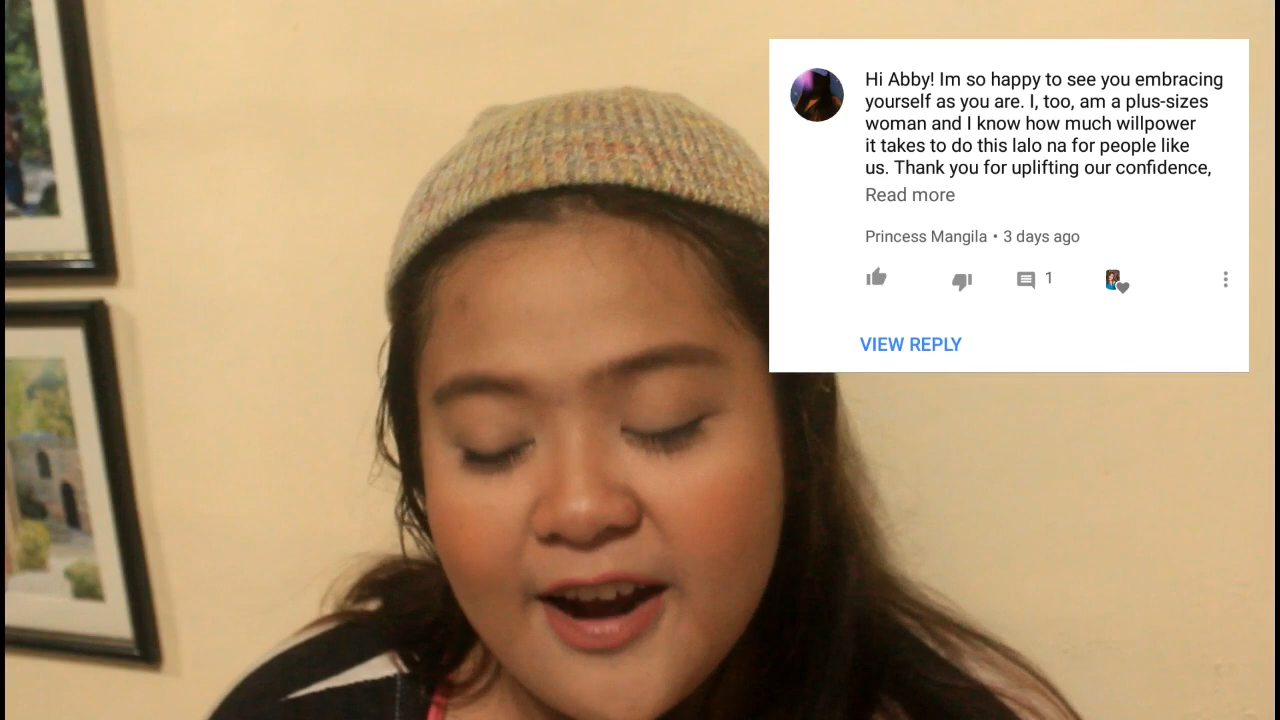 Hi Abby! Im so happy to see you embracing
yourself as you are. I, too, am a plus-sizes
woman and I know how much willpower
it takes to do this lalo na for people like
us. Thank you for uplifting our confidence,
Read more
Princess Mangila • 3 days ago
1
VIEW REPLY